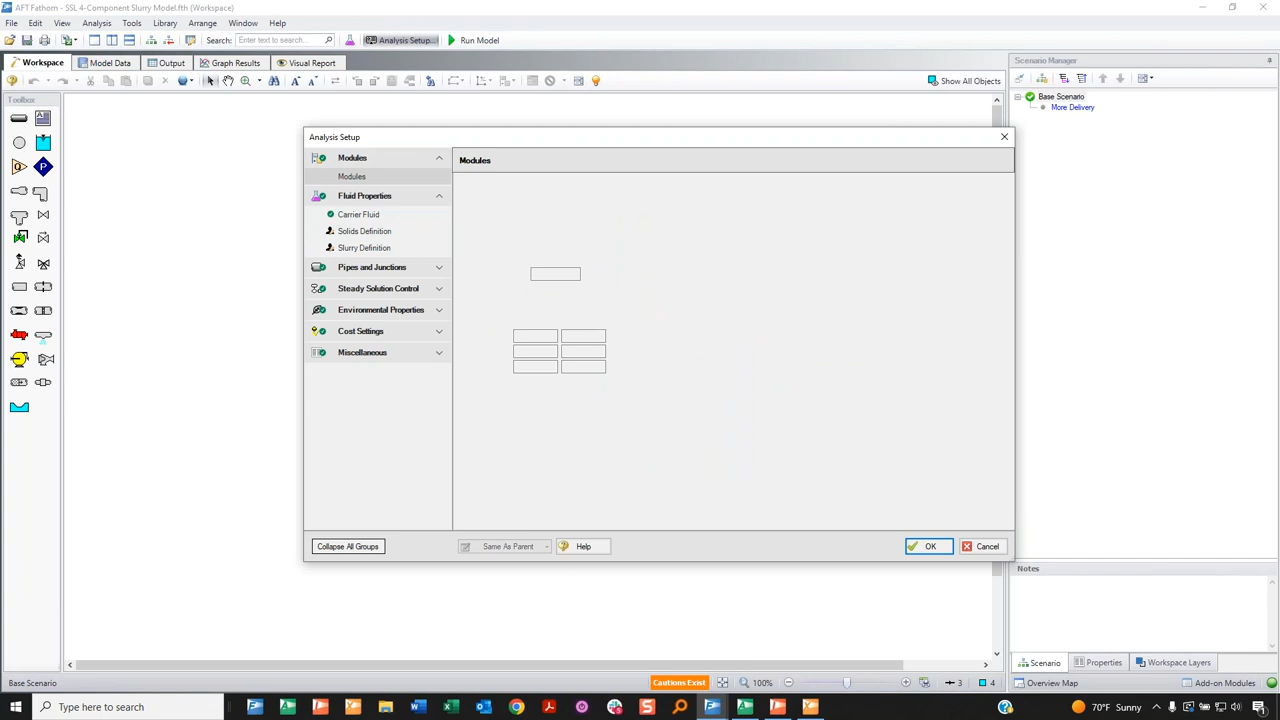 AFT Fathom - SSL 4-Component Slurry Model.fth (Workspace)
File Edit View Analysis Tools Library Arrange Window Help
Search: Enter text to search... Analysis Setup... Run Model
Workspace Model Data Output Graph Results Visual Report
Scenario Manager
Show All Objects
Toolbox
Base Scenario
More Delivery
Analysis Setup
Modules
Modules
Modules
Fluid Properties
Carrier Fluid
Solids Definition
Slurry Definition
Pipes and Junctions
Steady Solution Control
Environmental Properties
Cost Settings
Miscellaneous
Collapse All Groups Same As Parent Help OK Cancel
Notes
Scenario Properties Workspace Layers
Base Scenario Cautions Exist 100% 3 4 Overview Map Add-on Modules
Type here to search 70°F Sunny